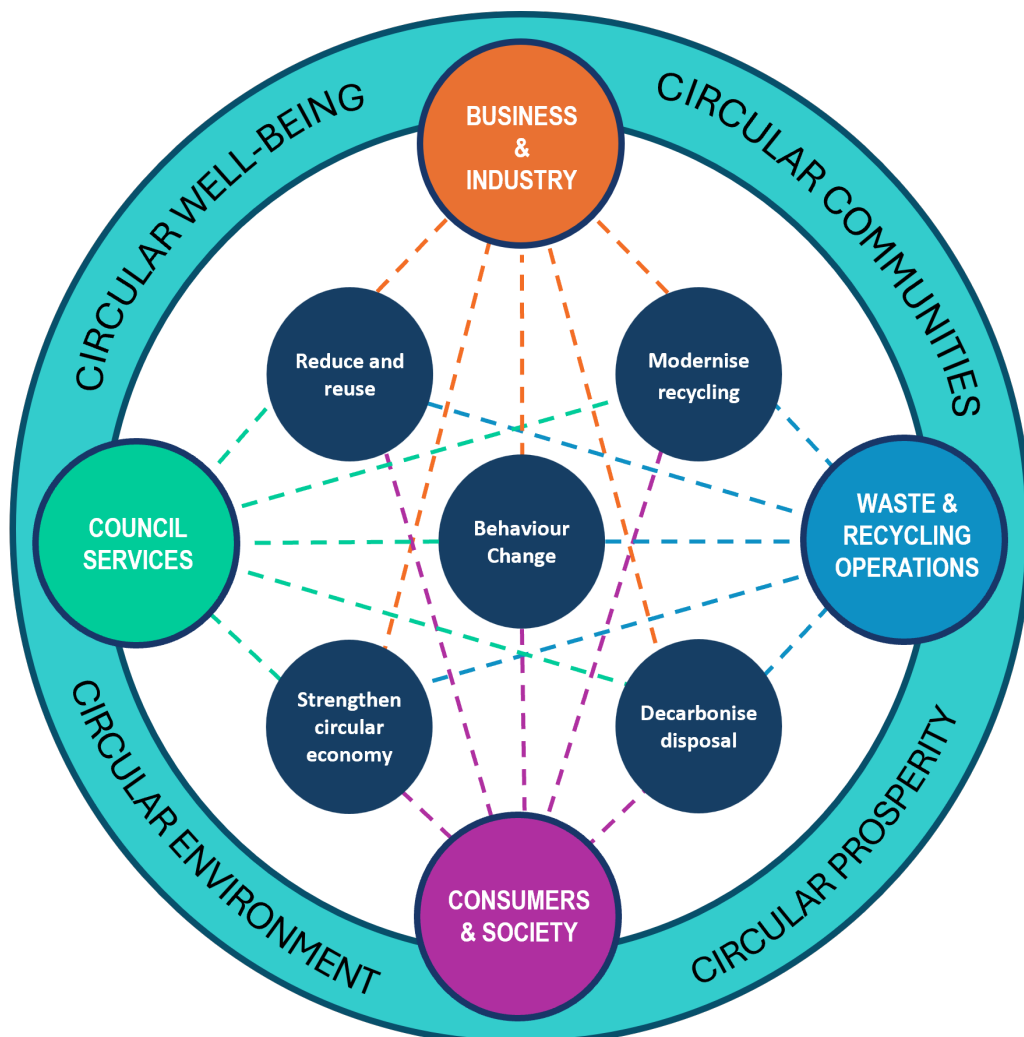 CIRCULAR WELL-BEING
CIRCULAR COMMUNITIES
BUSINESS
&
INDUSTRY
Reduce and
reuse
Modernise
recycling
COUNCIL
SERVICES
Behaviour
Change
WASTE &
RECYCLING
OPERATIONS
Strengthen
circular
economy
Decarbonise
disposal
CONSUMERS
& SOCIETY
CIRCULAR ENVIRONMENT
CIRCULAR PROSPERITY